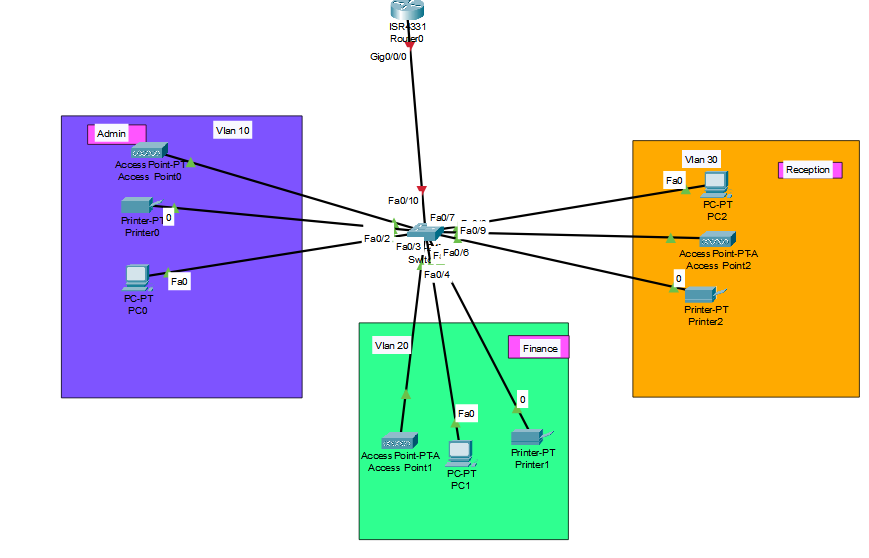 ISR4331
Router0
Gig0/0/0
Admin
Vlan 10
Access Point-PT
Access Point0
Printer-PT
Printer0
0
PC-PT
PC0
Fa0
Fa0/10
Fa0/7
Fa0/9
Fa0/2
Fa0/3
Fa0/6
Fa0/4
Vlan 30
Reception
Fa0
PC-PT
PC2
Access Point-PT-A
Access Point2
0
Printer-PT
Printer2
Vlan 20
Finance
0
Fa0
Access Point-PT-A
Access Point1
PC-PT
PC1
Printer-PT
Printer1